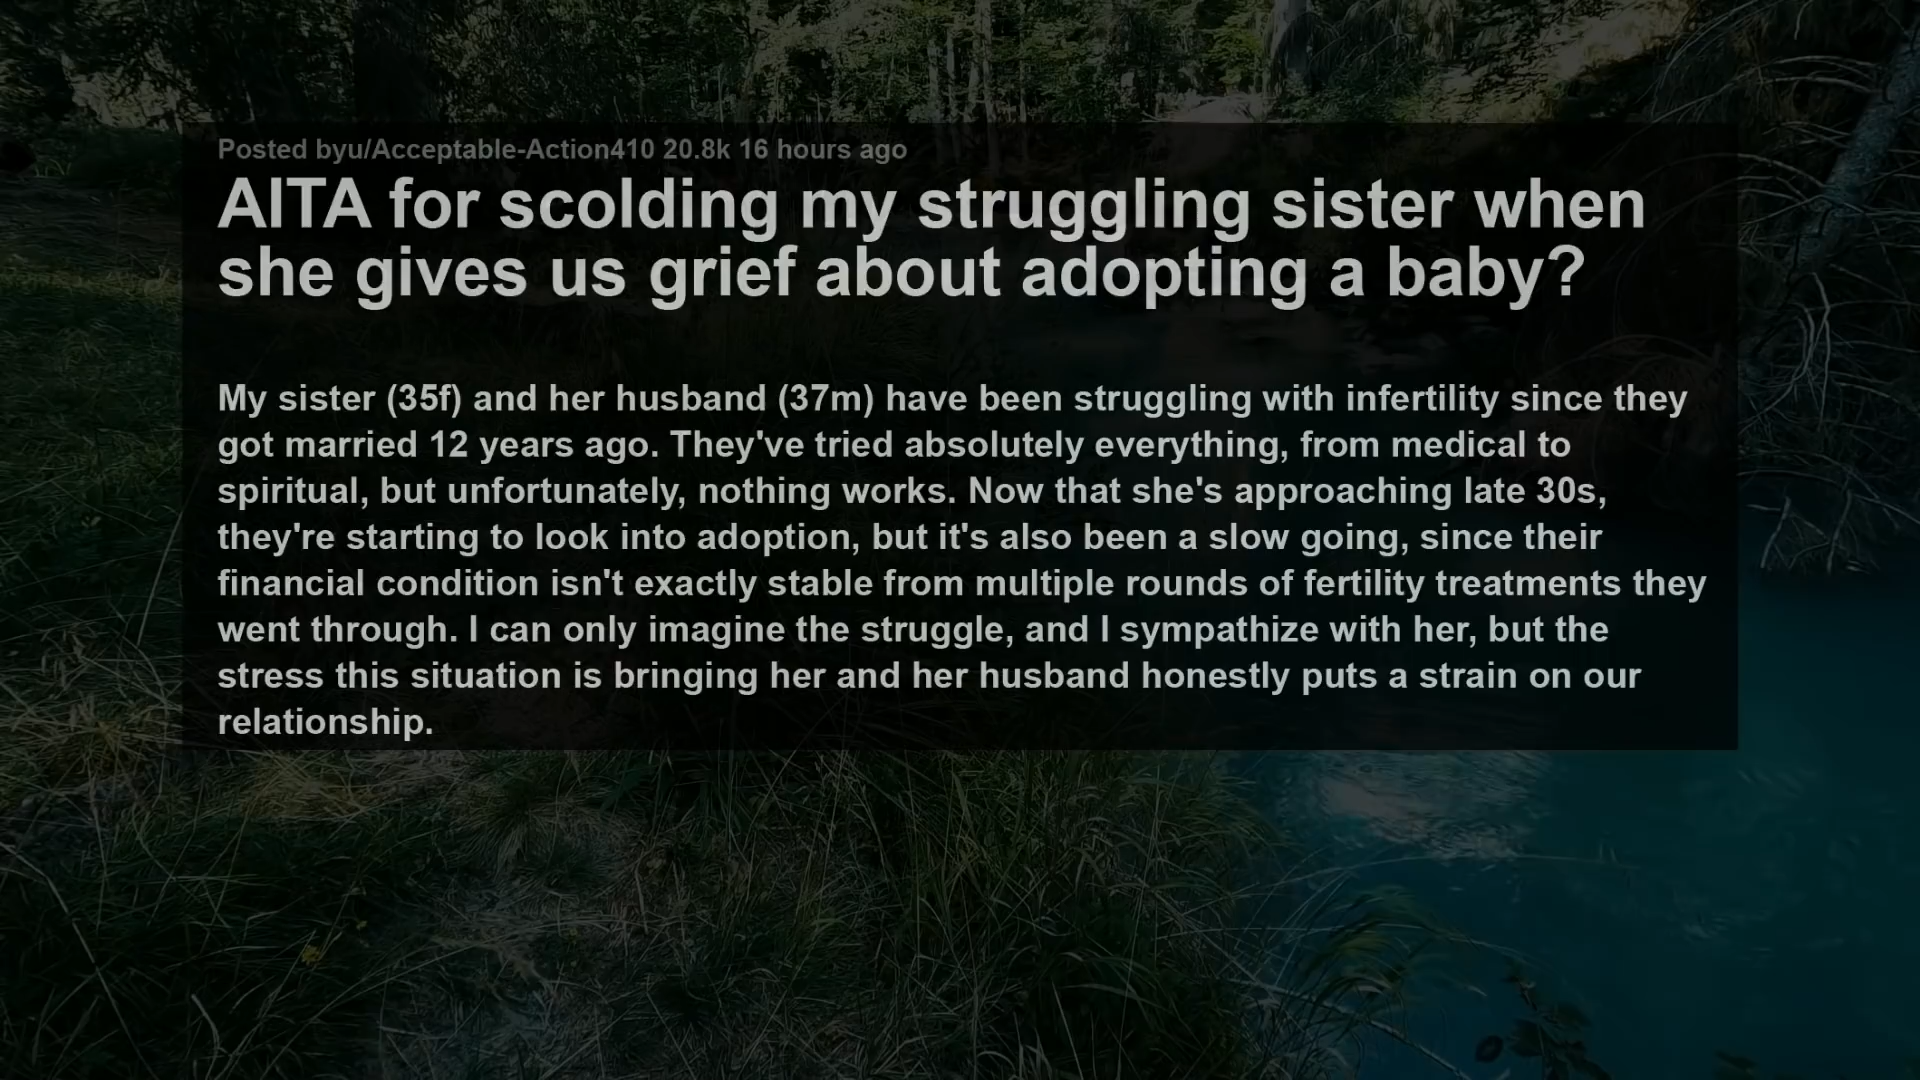 Posted byu/Acceptable-Action410 20.8k 16 hours ago
AITA for scolding my struggling sister when
she gives us grief about adopting a baby?
My sister (35f) and her husband (37m) have been struggling with infertility since they
got married 12 years ago. They've tried absolutely everything, from medical to
spiritual, but unfortunately, nothing works. Now that she's approaching late 30s,
they're starting to look into adoption, but it's also been a slow going, since their
financial condition isn't exactly stable from multiple rounds of fertility treatments they
went through. I can only imagine the struggle, and I sympathize with her, but the
stress this situation is bringing her and her husband honestly puts a strain on our
relationship.